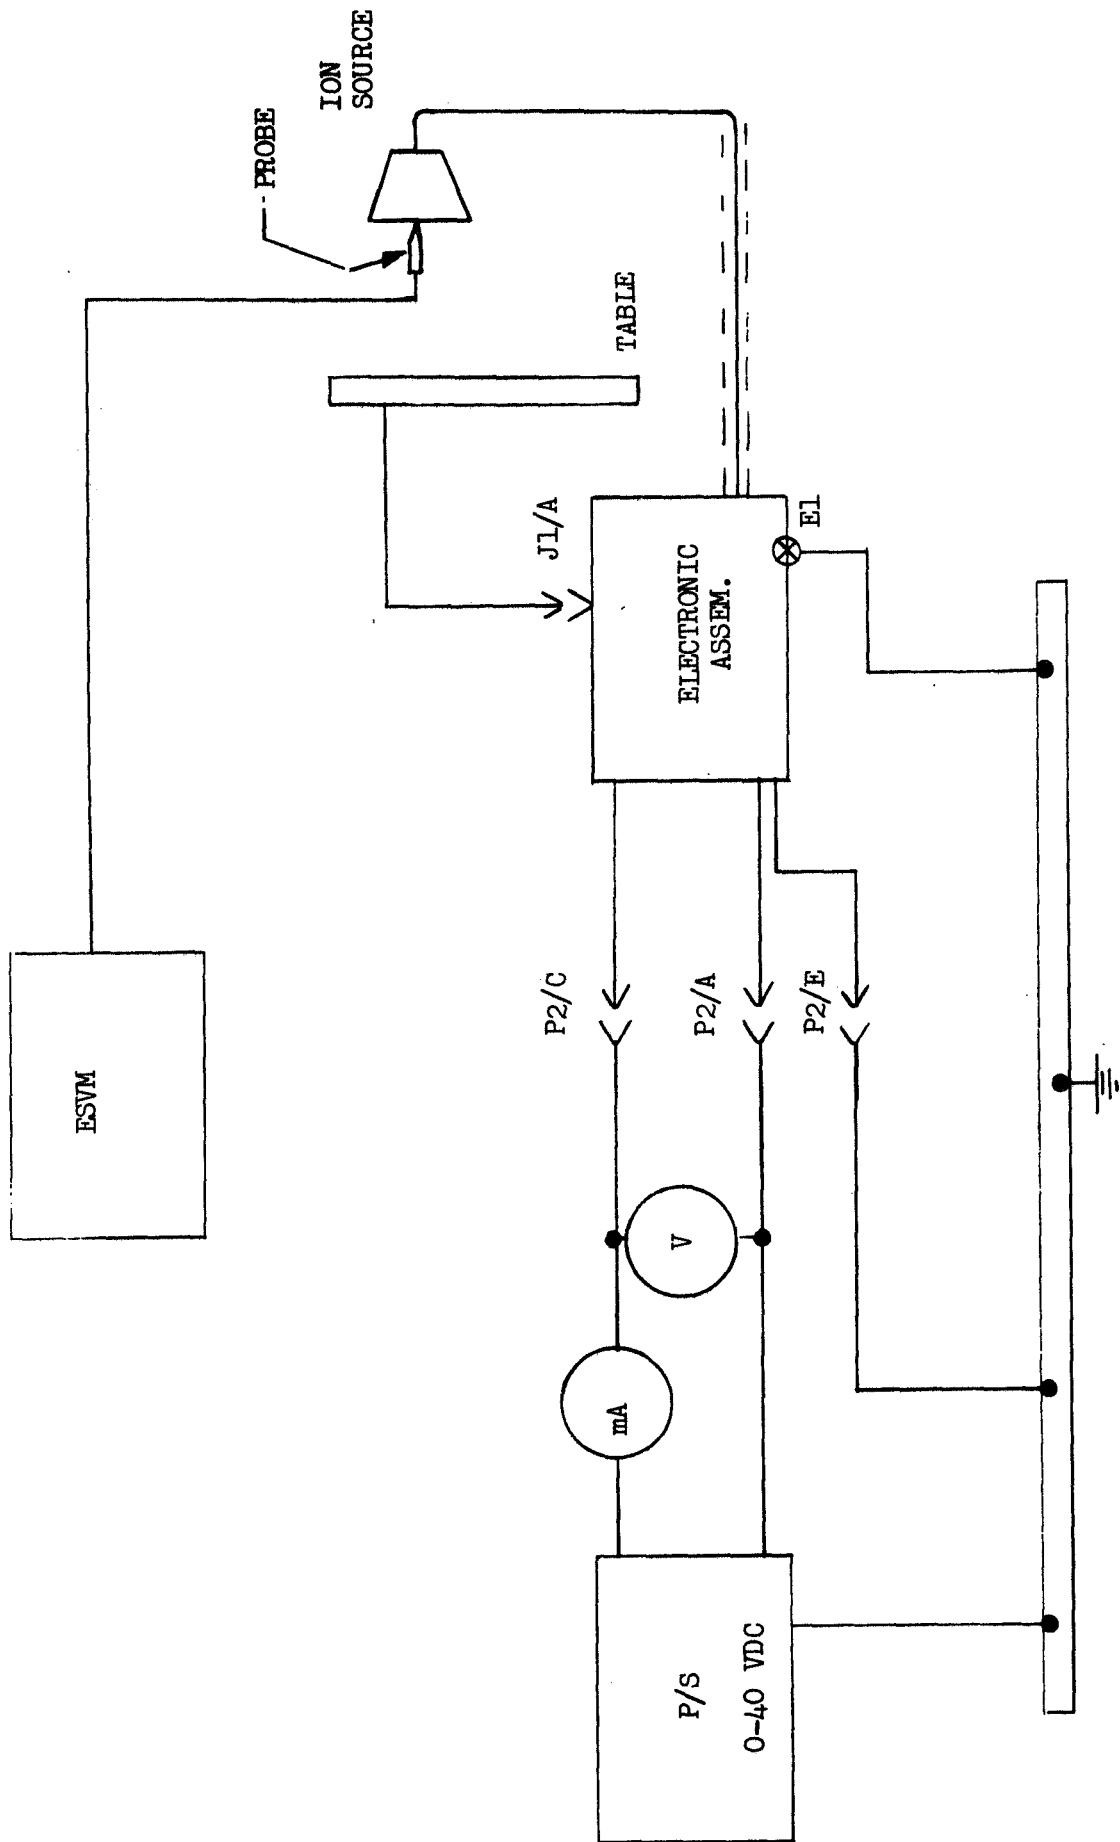 ION
SOURCE
PROBE
TABLE
ESVM
J1/A
ELECTRONIC
ASSEM.
E1
P2/C
P2/A
P2/E
V
mA
P/S
0-40 VDC